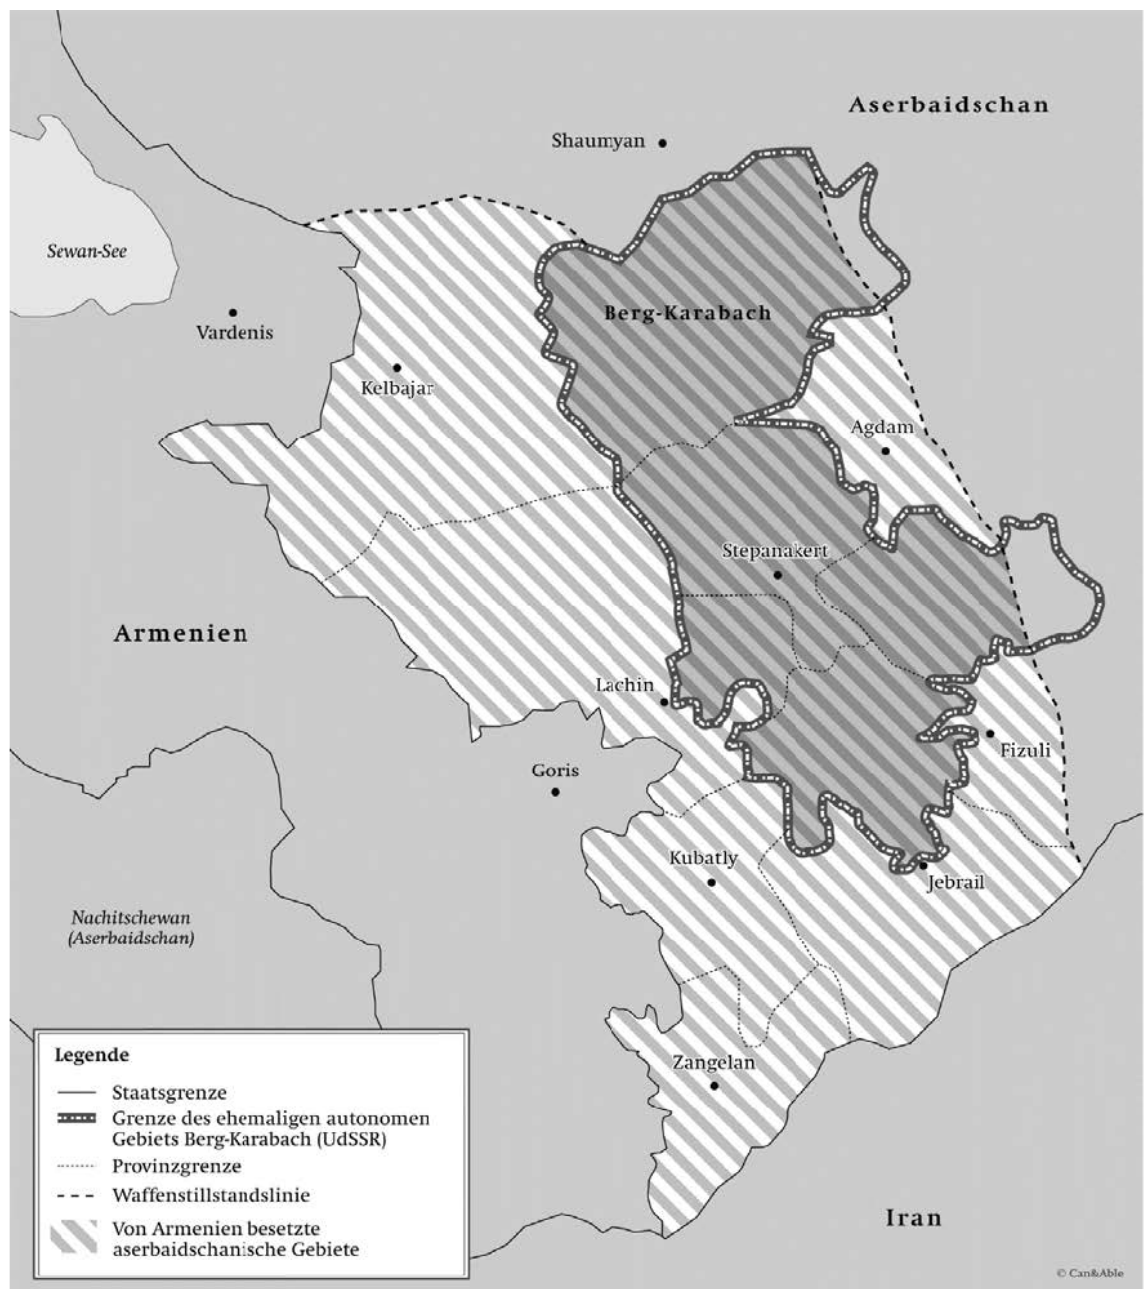 Aserbaidschan
Shaumyan
Sewan-See
Vardenis
Berg-Karabach
Kelbajar
Agdam
Stepanakert
Armenien
Lachin
Fizuli
Goris
Kubatly
Jebrail
Nachitschewan
(Aserbaidschan)
Zangelan
Iran
Legende
Staatsgrenze
Grenze des ehemaligen autonomen
Gebiets Berg-Karabach (UdSSR)
Provinzgrenze
Waffenstillstandslinie
Von Armenien besetzte
aserbaidschanische Gebiete
© Can&Able